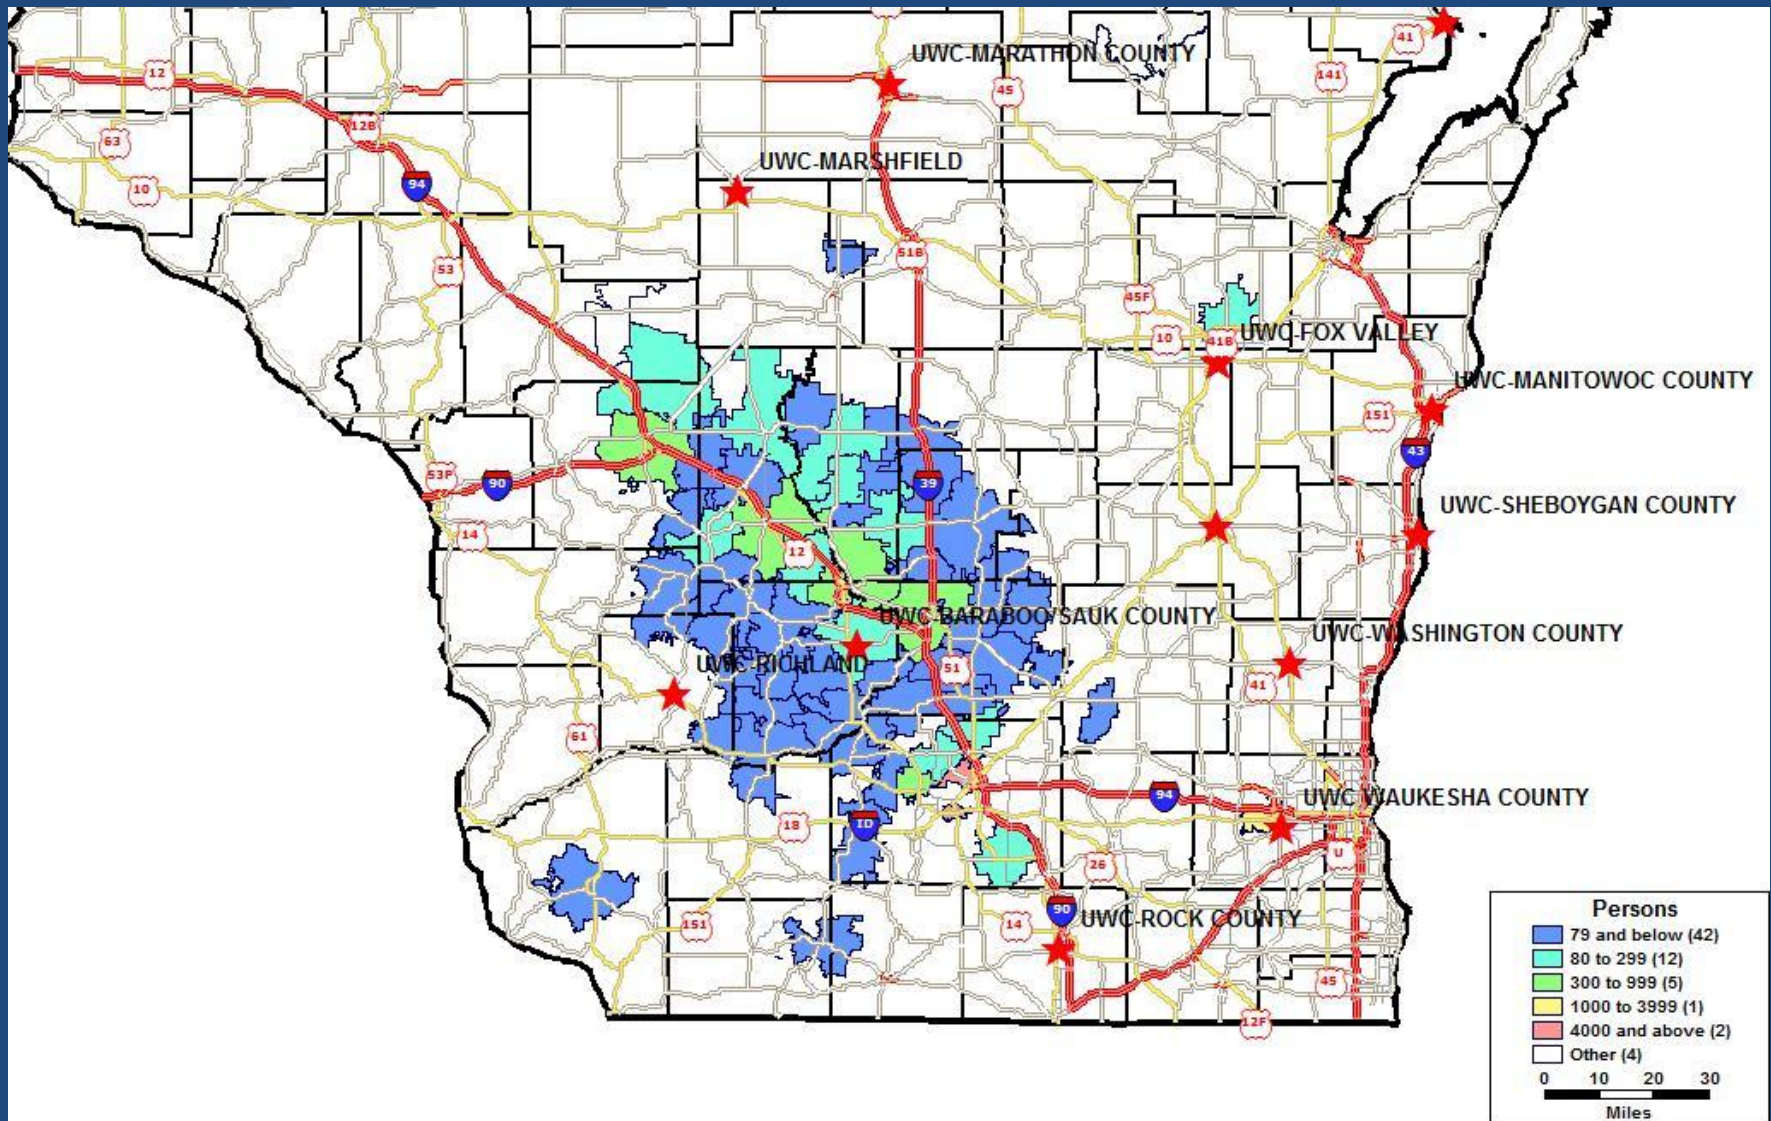 41
UWC-MARATHON COUNTY
12
141
45
12B
63
UWC-MARSHFIELD
94
10
51B
53
45F
UWC-FOX VALLEY
10
41B
UWC-MANITOWOC COUNTY
151
43
53P
90
39
UWC-SHEBOYGAN COUNTY
14
12
UWC-BARABOO/SAUK COUNTY
UWC-WASHINGTON COUNTY
UWC-RICHLAND
51
41
61
94
UWC WAUKESHA COUNTY
18
ID
U
26
90
UWC-ROCK COUNTY
151
14
45
12F
Persons
79 and below (42)
80 to 299 (12)
300 to 999 (5)
1000 to 3999 (1)
4000 and above (2)
Other (4)
0 10 20 30
Miles